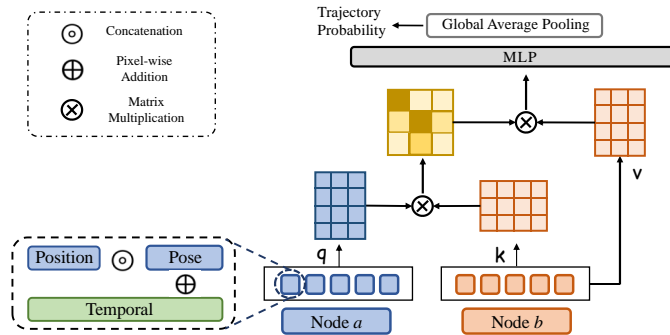 Concatenation
Pixel-wise
Addition
Matrix
Multiplication
Trajectory
Probability
Global Average Pooling
MLP
v
q
k
Position
Pose
Temporal
Node a
Node b